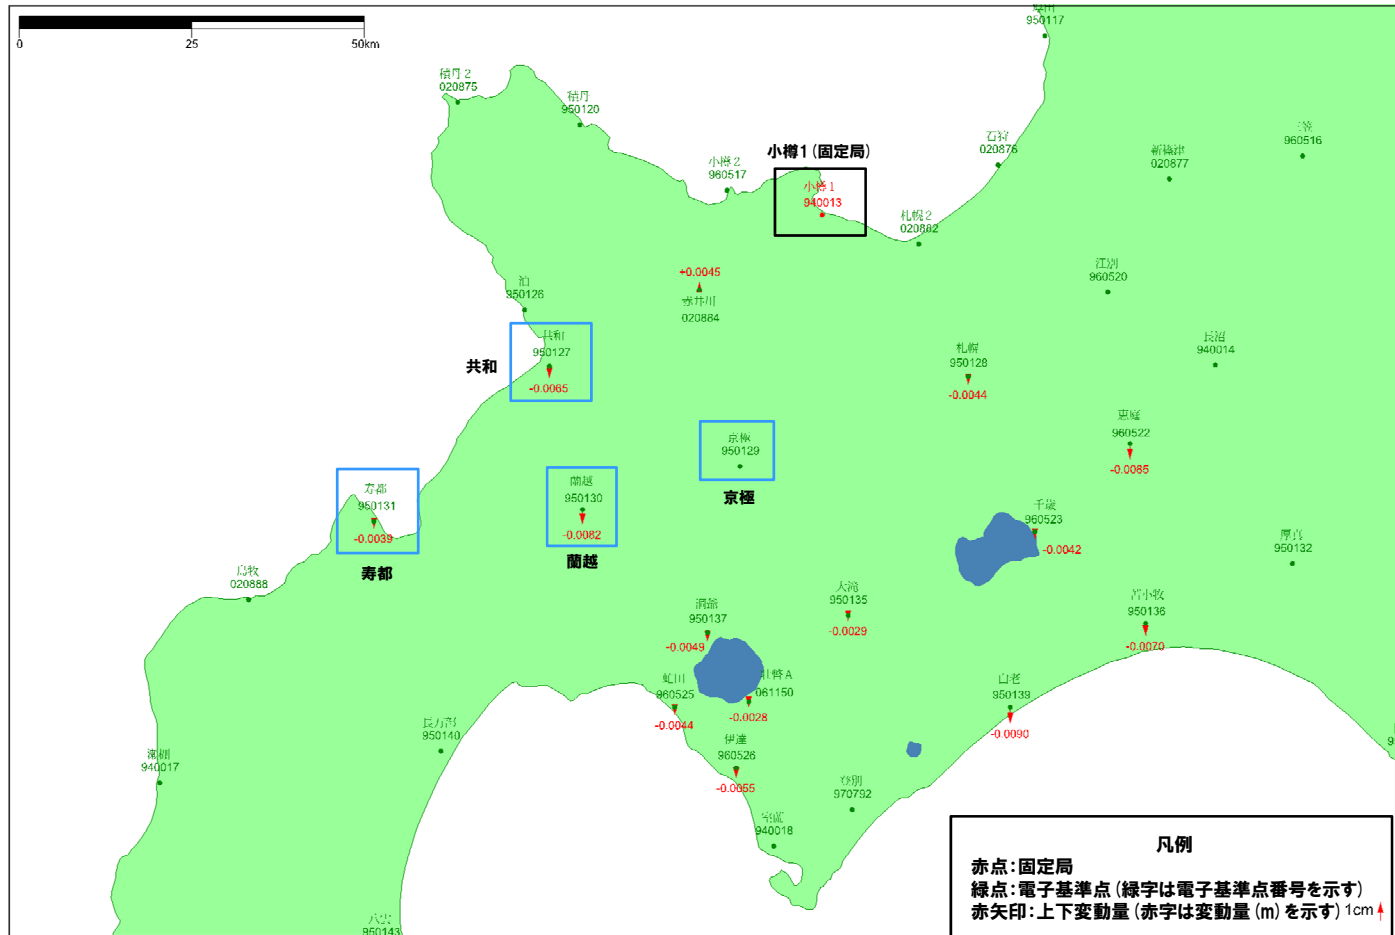 0
25
50km
厚田
950117
積丹2
020875
積丹
950120
小樽1(固定局)
小樽2
960517
小樽1
940013
石狩
020876
新篠津
020877
三笠
960516
札幌2
020882
江別
960520
+0.0045
赤井川
020884
泊
950126
共和
共和
950127
-0.0065
札幌
950128
-0.0044
長沼
940014
恵庭
960522
-0.0085
京極
950129
京極
蘭越
950130
-0.0082
蘭越
寿都
950131
-0.0039
寿都
千歳
960523
-0.0042
厚真
950132
島牧
020888
大滝
950135
-0.0029
苫小牧
950136
-0.0070
洞爺
950137
-0.0049
虻田
960525
-0.0044
壮瞥A
061150
-0.0028
白老
950139
-0.0090
長万部
950140
伊達
960526
-0.0055
瀬棚
940017
登別
970792
室蘭
940018
八雲
950143
凡例
赤点:固定局
緑点:電子基準点(緑字は電子基準点番号を示す)
赤矢印:上下変動量(赤字は変動量(m)を示す) 1cm